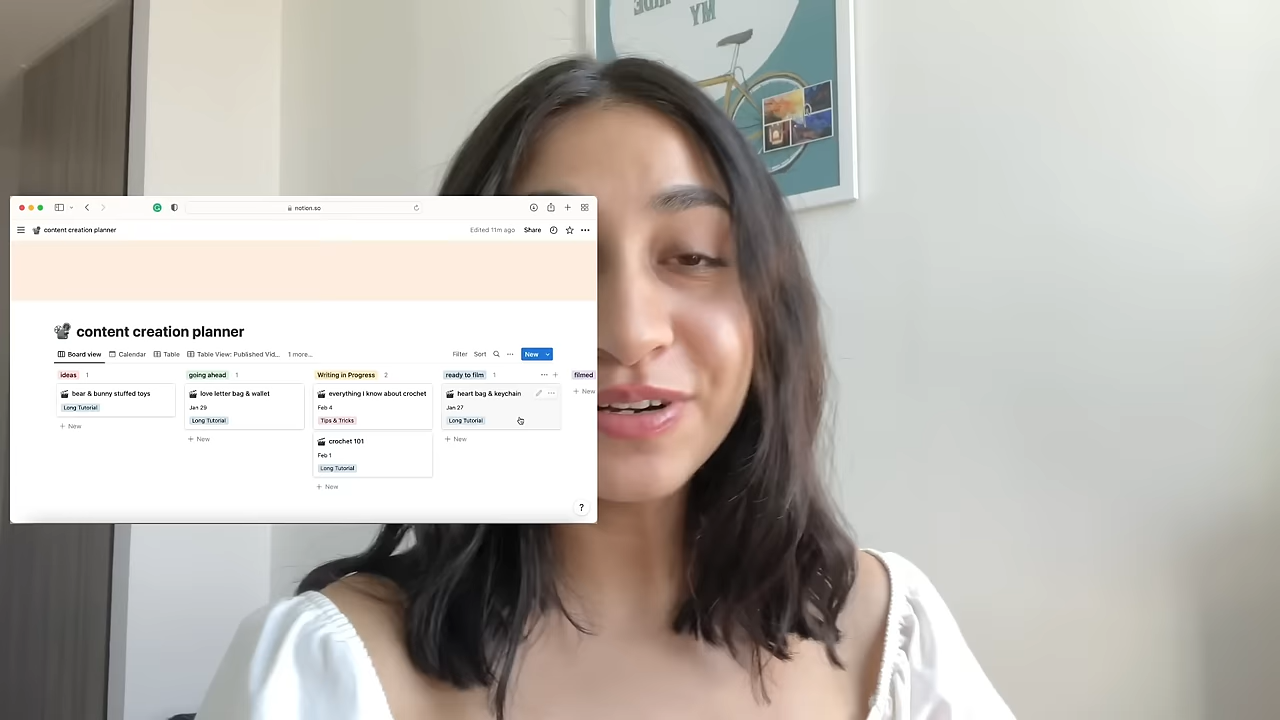 MY
notion.so
content creation planner
Edited 11m ago
Share
content creation planner
Board view
Calendar
Table
Table View: Published Vid...
1 more...
Filter
Sort
New
ideas 1
going ahead 1
Writing in Progress 2
ready to film 1
filmed
bear & bunny stuffed toys
Long Tutorial
+ New
love letter bag & wallet
Jan 29
Long Tutorial
+ New
everything I know about crochet
Feb 4
Tips & Tricks
crochet 101
Feb 1
Long Tutorial
+ New
heart bag & keychain
Jan 27
Long Tutorial
+ New
+ New
?